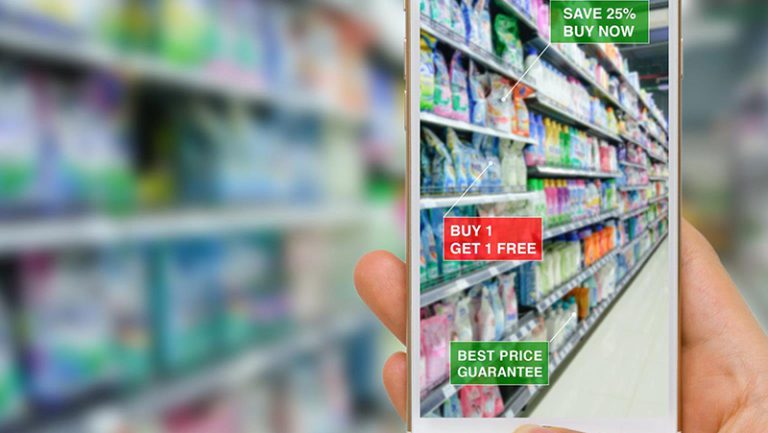 SAVE 25%
BUY NOW
BUY 1
GET 1 FREE
BEST PRICE
GUARANTEE